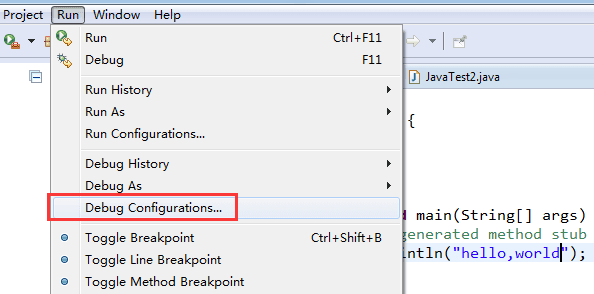 Project Run Window Help
Run Ctrl+F11
Debug F11
JavaTest2.java
Run History
Run As
{
Run Configurations...
Debug History
Debug As
Debug Configurations...
main(String[] args)
generated method stub
Toggle Breakpoint Ctrl+Shift+B
println("hello,world");
Toggle Line Breakpoint
Toggle Method Breakpoint